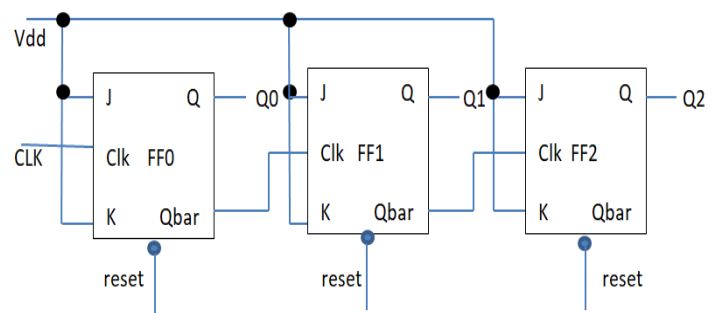 Vdd
J Q Q0
J Q Q1
J Q Q2
CLK
Clk FF0
Clk FF1
Clk FF2
K Qbar
K Qbar
K Qbar
reset
reset
reset